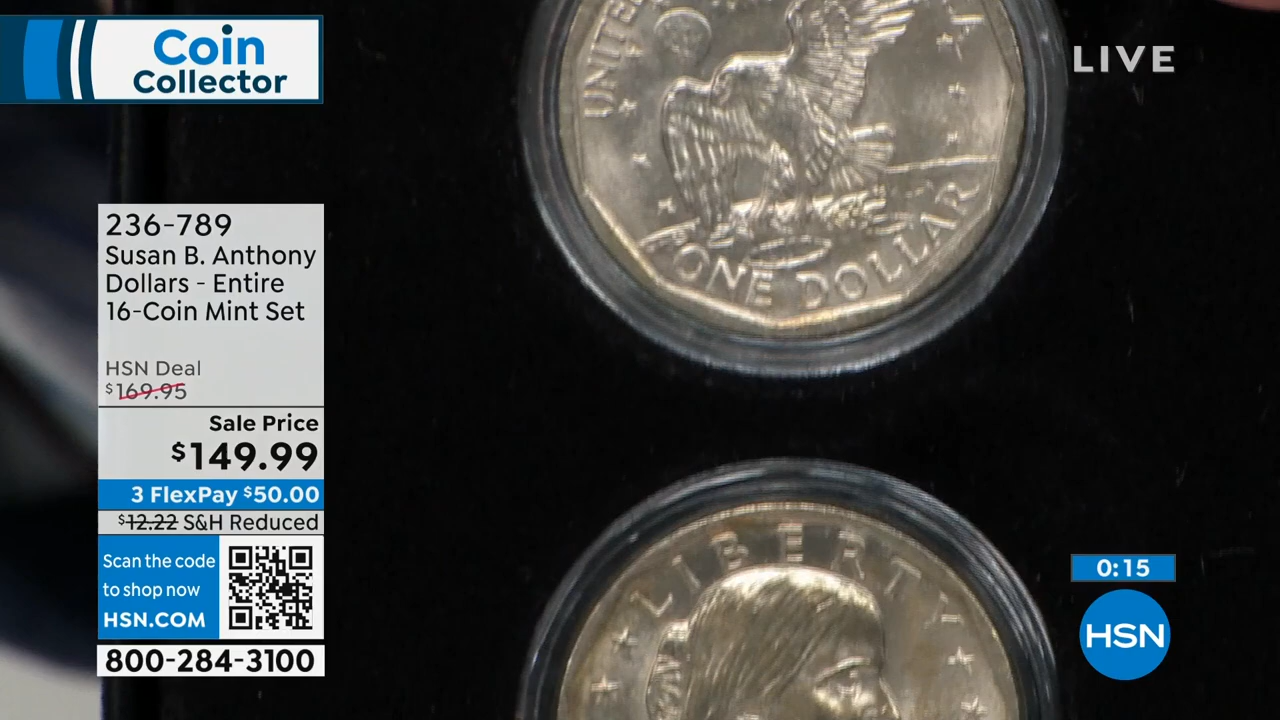 Coin
Collector
LIVE
UNITED
ONE DOLLAR
236-789
Susan B. Anthony
Dollars - Entire
16-Coin Mint Set
HSN Deal
$169.95
Sale Price
$149.99
3 FlexPay $50.00
$12.22 S&H Reduced
Scan the code
to shop now
HSN.COM
800-284-3100
LIBERTY
0:15
HSN